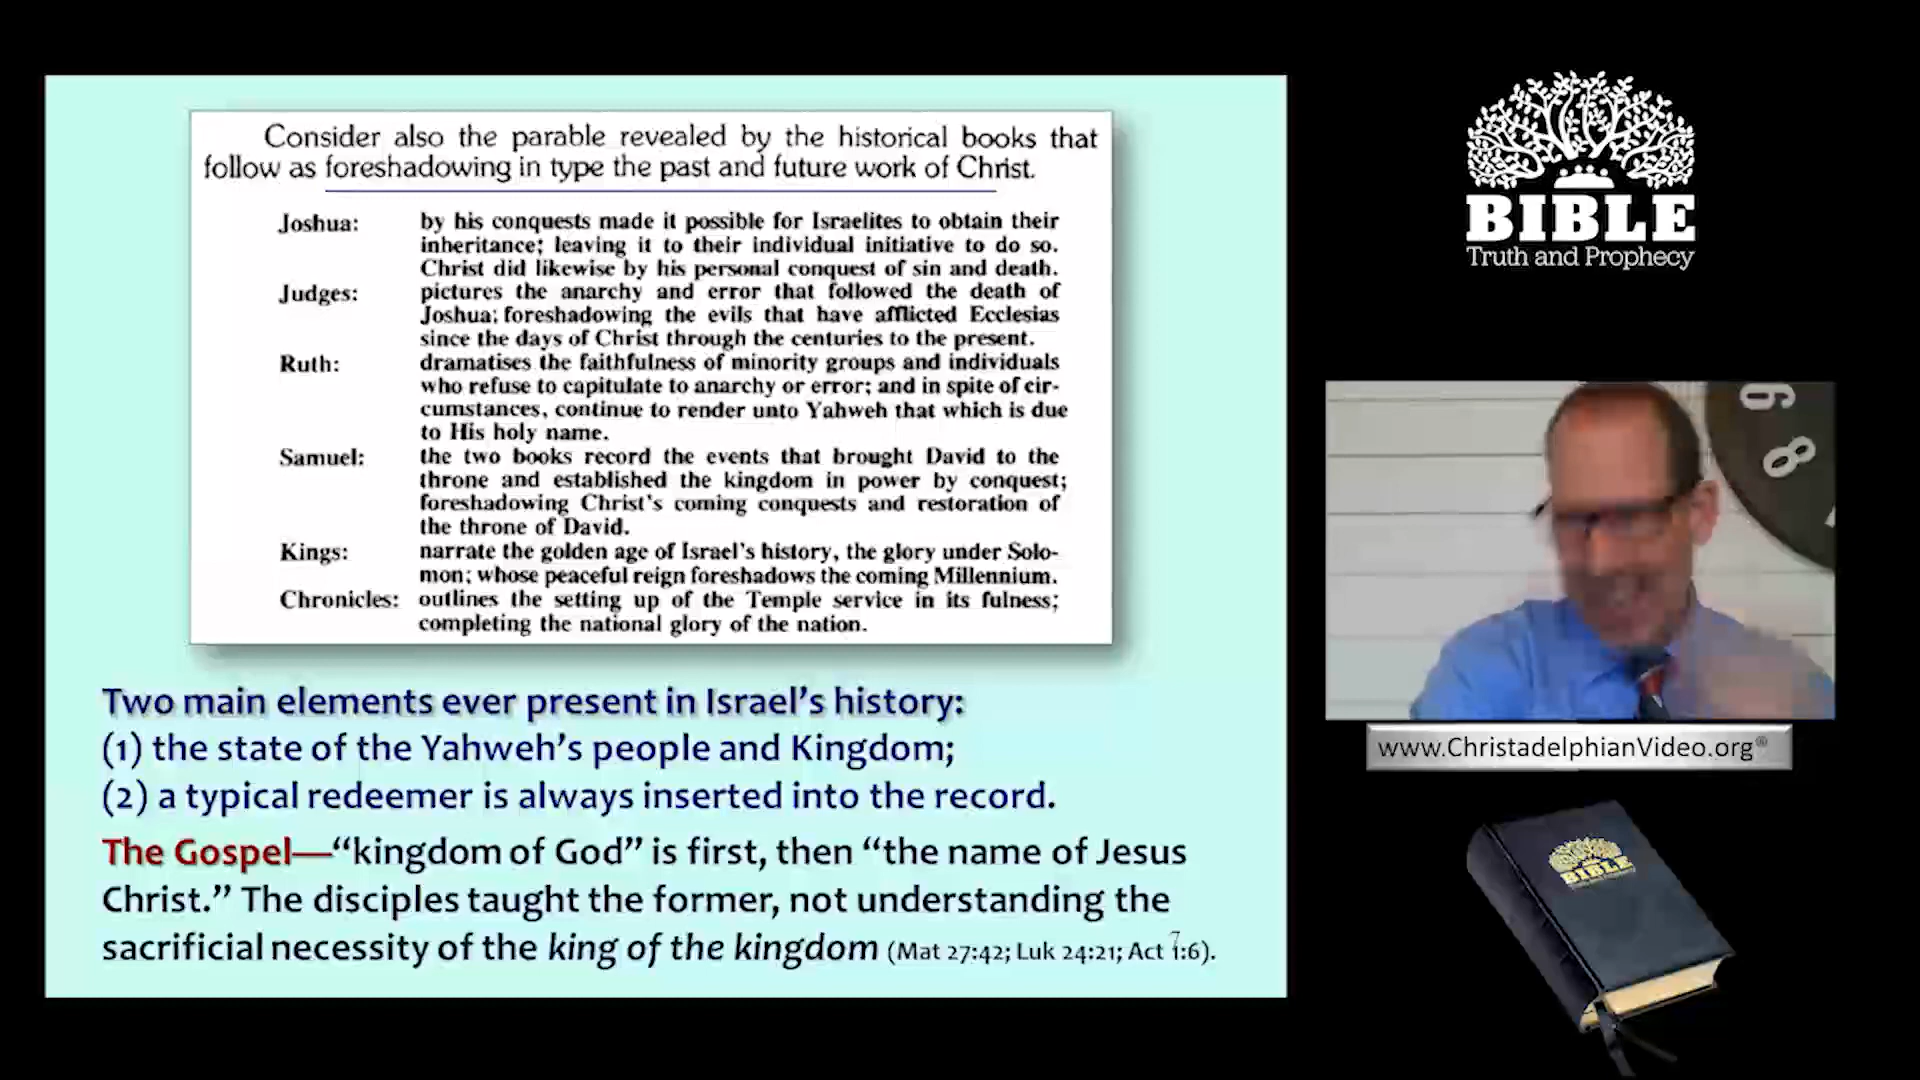 Consider also the parable revealed by the historical books that
follow as foreshadowing in type the past and future work of Christ.
Joshua: by his conquests made it possible for Israelites to obtain their
inheritance; leaving it to their individual initiative to do so.
Christ did likewise by his personal conquest of sin and death.
Judges: pictures the anarchy and error that followed the death of
Joshua; foreshadowing the evils that have afflicted Ecclesias
since the days of Christ through the centuries to the present.
Ruth: dramatises the faithfulness of minority groups and individuals
who refuse to capitulate to anarchy or error; and in spite of cir-
cumstances, continue to render unto Yahweh that which is due
to His holy name.
Samuel: the two books record the events that brought David to the
throne and established the kingdom in power by conquest;
foreshadowing Christ's coming conquests and restoration of
the throne of David.
Kings: narrate the golden age of Israel's history, the glory under Solo-
mon; whose peaceful reign foreshadows the coming Millennium.
Chronicles: outlines the setting up of the Temple service in its fulness;
completing the national glory of the nation.
Two main elements ever present in Israel's history:
(1) the state of the Yahweh's people and Kingdom;
(2) a typical redeemer is always inserted into the record.
The Gospel—“kingdom of God” is first, then “the name of Jesus
Christ.” The disciples taught the former, not understanding the
sacrificial necessity of the king of the kingdom (Mat 27:42; Luk 24:21; Act 1:6).
7
BIBLE
Truth and Prophecy
6
8
www.ChristadelphianVideo.org®
BIBLE